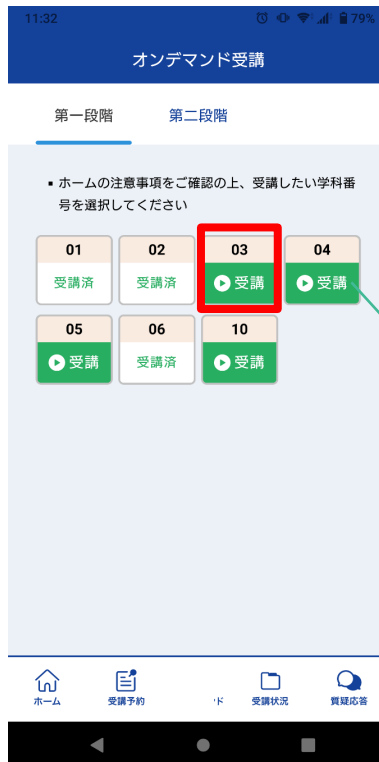 11:32 79%
オンデマンド受講
第一段階 第二段階
▪ ホームの注意事項をご確認の上、受講したい学科番
号を選択してください
01 02 03 04
受講済 受講済 受講 受講
05 06 10
受講 受講済 受講
ホーム 受講予約 ド 受講状況 質疑応答